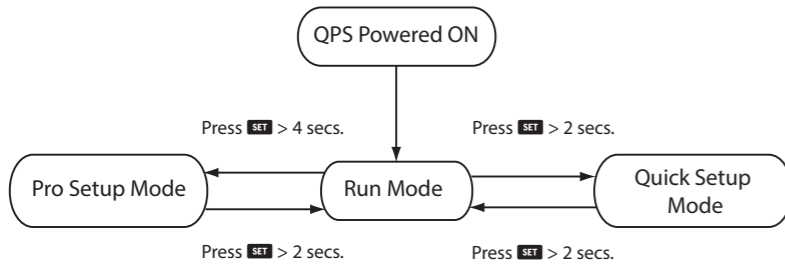 QPS Powered ON
Press SET > 4 secs.
Press SET > 2 secs.
Pro Setup Mode
Run Mode
Quick Setup
Mode
Press SET > 2 secs.
Press SET > 2 secs.